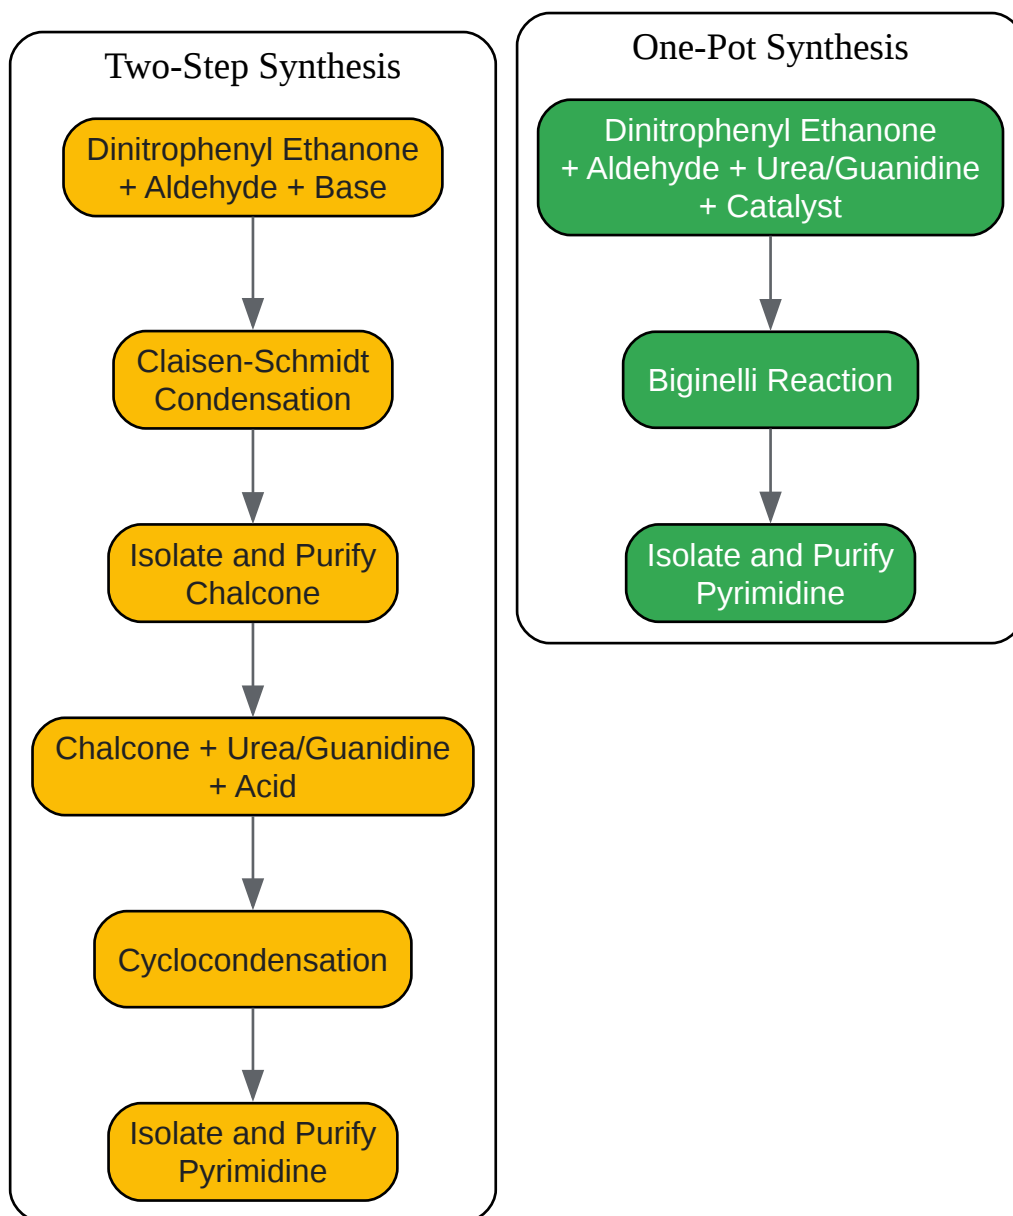 Two-Step Synthesis
Dinitrophenyl Ethanone
+ Aldehyde + Base
Claisen-Schmidt
Condensation
Isolate and Purify
Chalcone
Chalcone + Urea/Guanidine
+ Acid
Cyclocondensation
Isolate and Purify
Pyrimidine
One-Pot Synthesis
Dinitrophenyl Ethanone
+ Aldehyde + Urea/Guanidine
+ Catalyst
Biginelli Reaction
Isolate and Purify
Pyrimidine